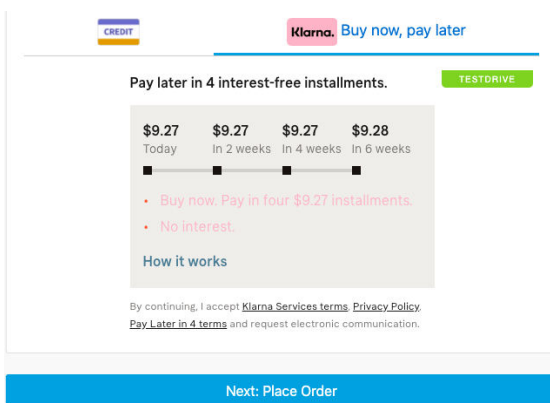 CREDIT
Klarna. Buy now, pay later
Pay later in 4 interest-free installments.
TESTDRIVE
$9.27 $9.27 $9.27 $9.28
Today In 2 weeks In 4 weeks In 6 weeks
• Buy now. Pay in four $9.27 installments.
• No interest.
How it works
By continuing, I accept Klarna Services terms, Privacy Policy,
Pay Later in 4 terms and request electronic communication.
Next: Place Order